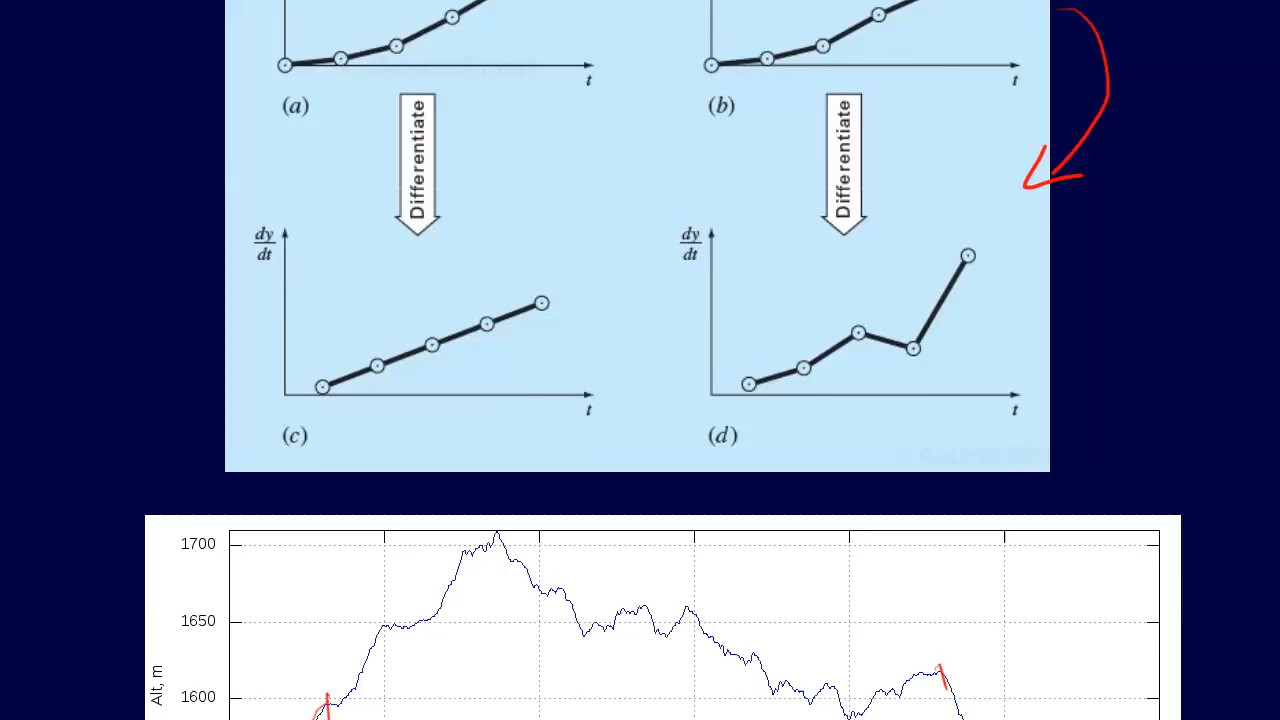 t
t
(a)
(b)
Differentiate
Differentiate
dy
dt
dy
dt
t
t
(c)
(d)
1700
1650
1600
Alt, m